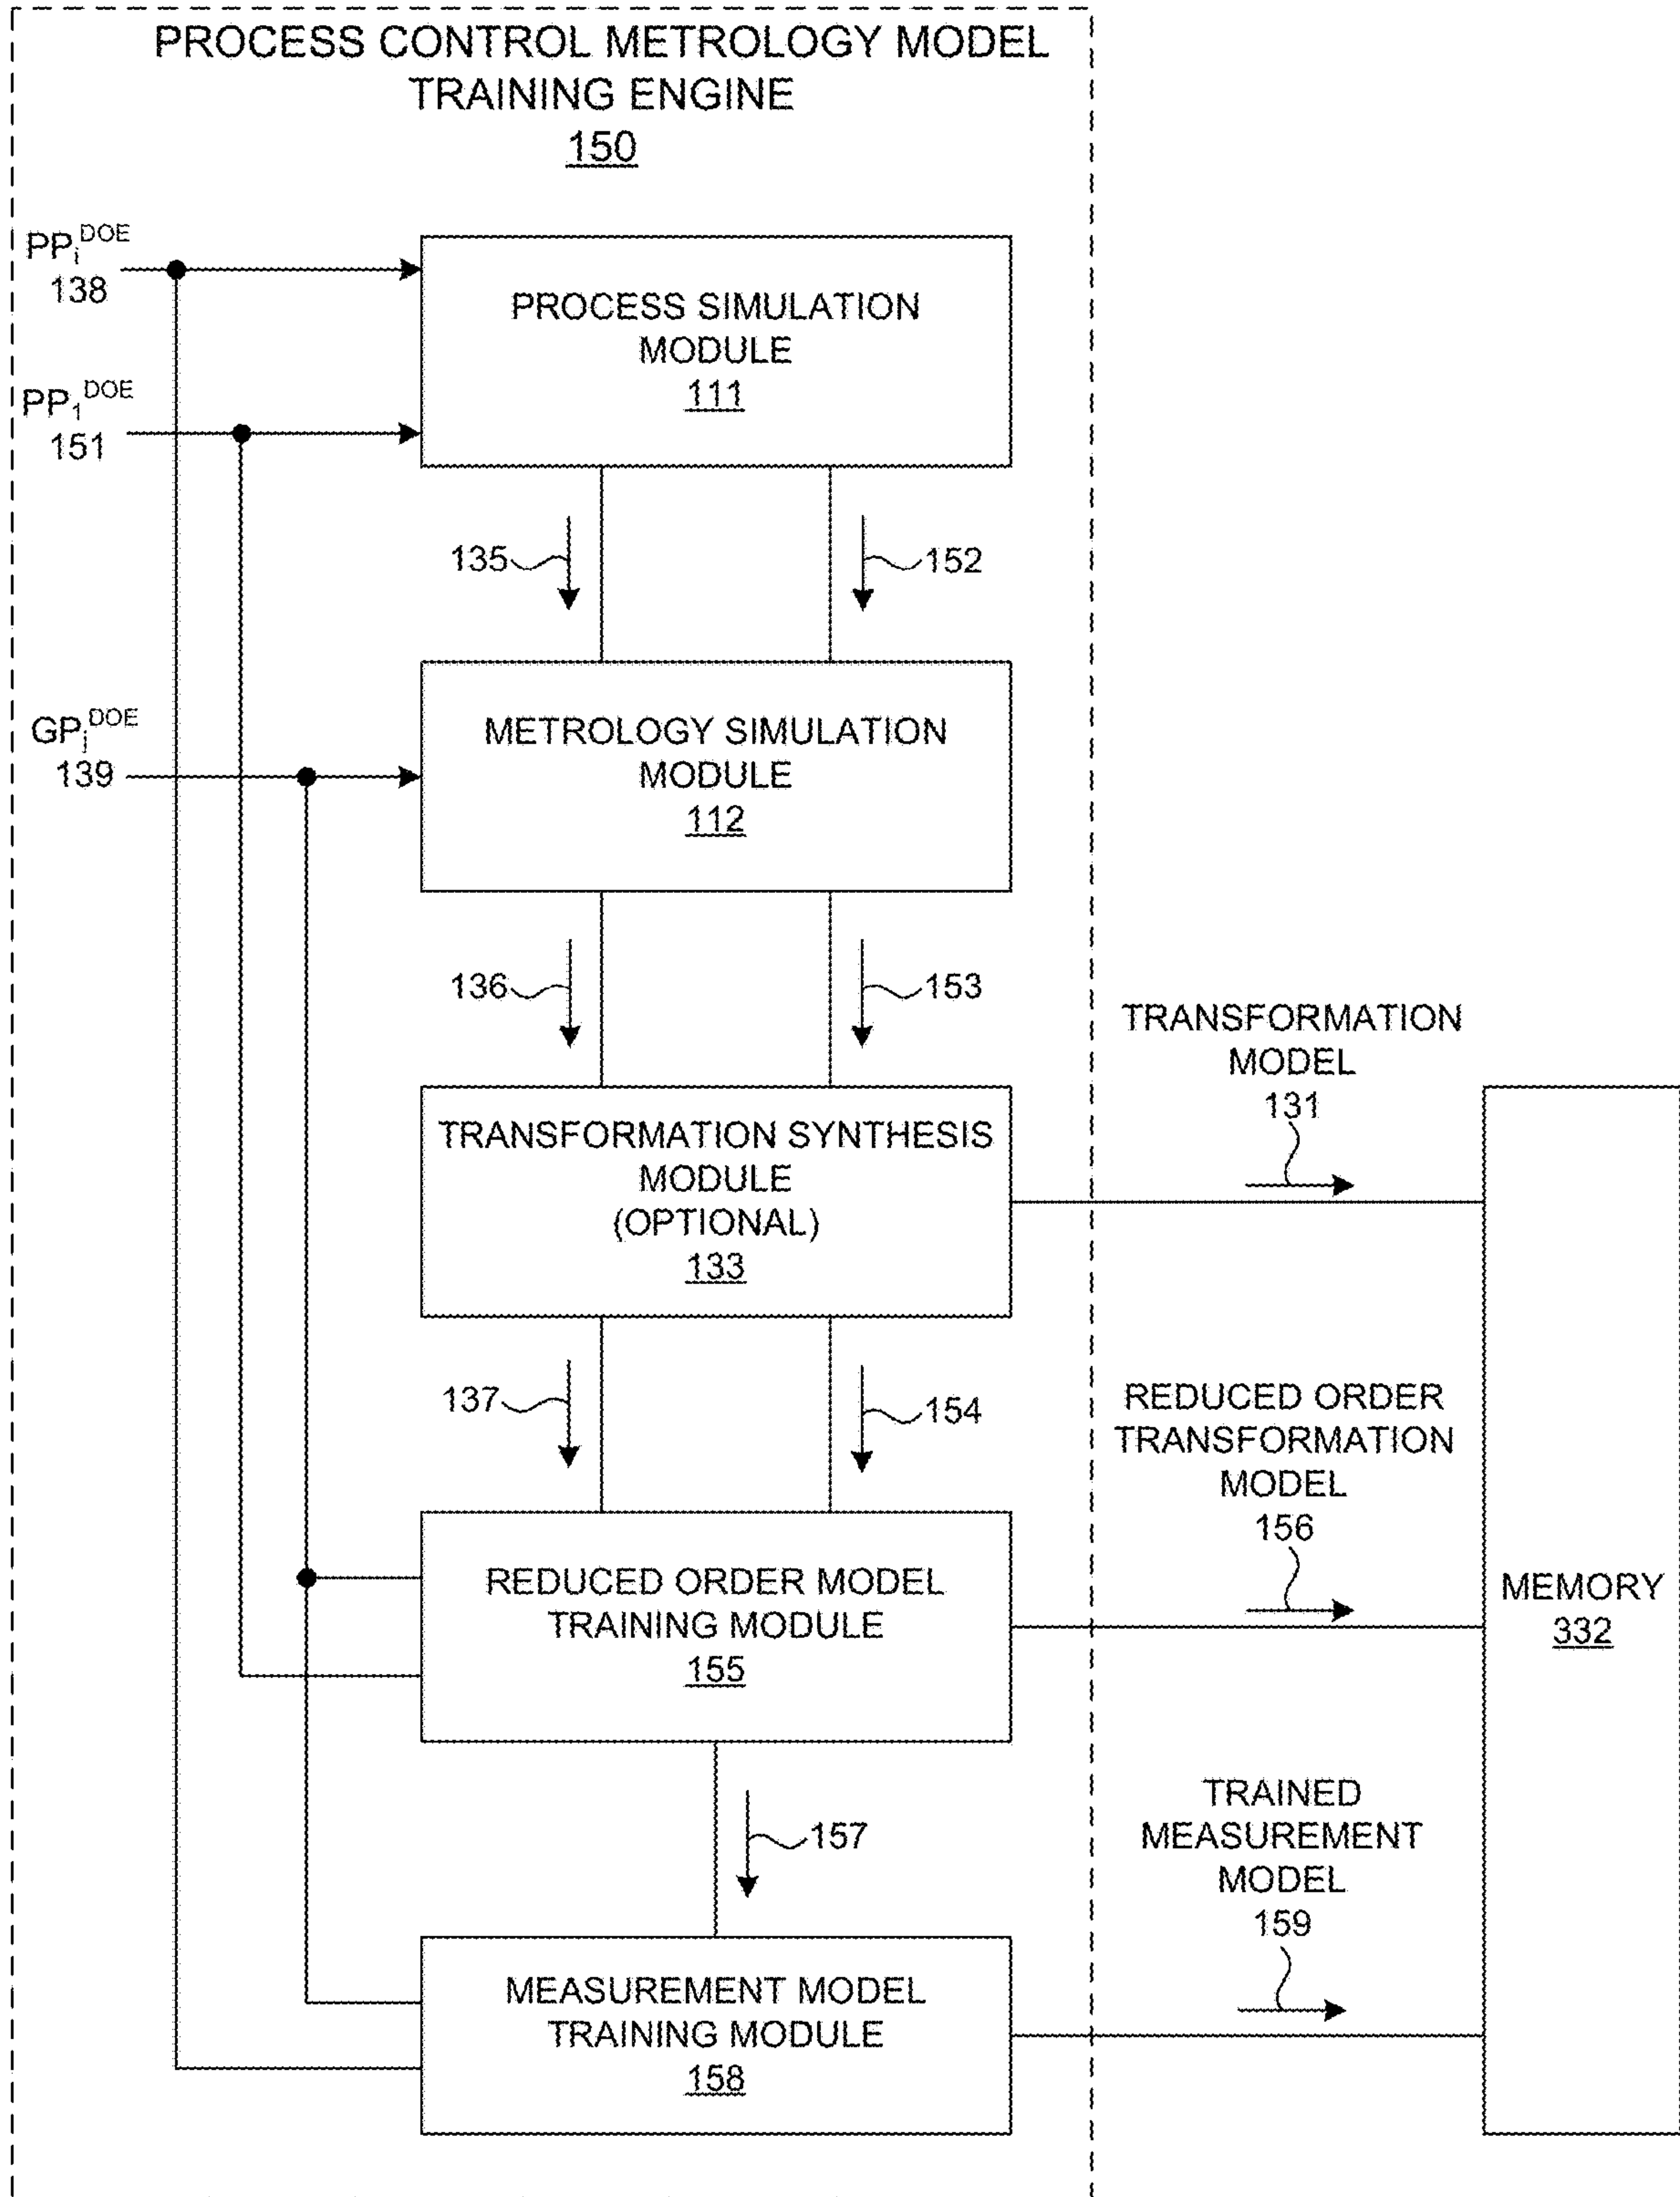 PROCESS CONTROL METROLOGY MODEL
TRAINING ENGINE
150
PPᵢᴰᴼᴱ
138
PROCESS SIMULATION
MODULE
111
PP₁ᴰᴼᴱ
151
135
152
GPⱼᴰᴼᴱ
139
METROLOGY SIMULATION
MODULE
112
136
153
TRANSFORMATION
MODEL
131
TRANSFORMATION SYNTHESIS
MODULE
(OPTIONAL)
133
137
154
REDUCED ORDER
TRANSFORMATION
MODEL
156
REDUCED ORDER MODEL
TRAINING MODULE
155
MEMORY
332
157
TRAINED
MEASUREMENT
MODEL
159
MEASUREMENT MODEL
TRAINING MODULE
158